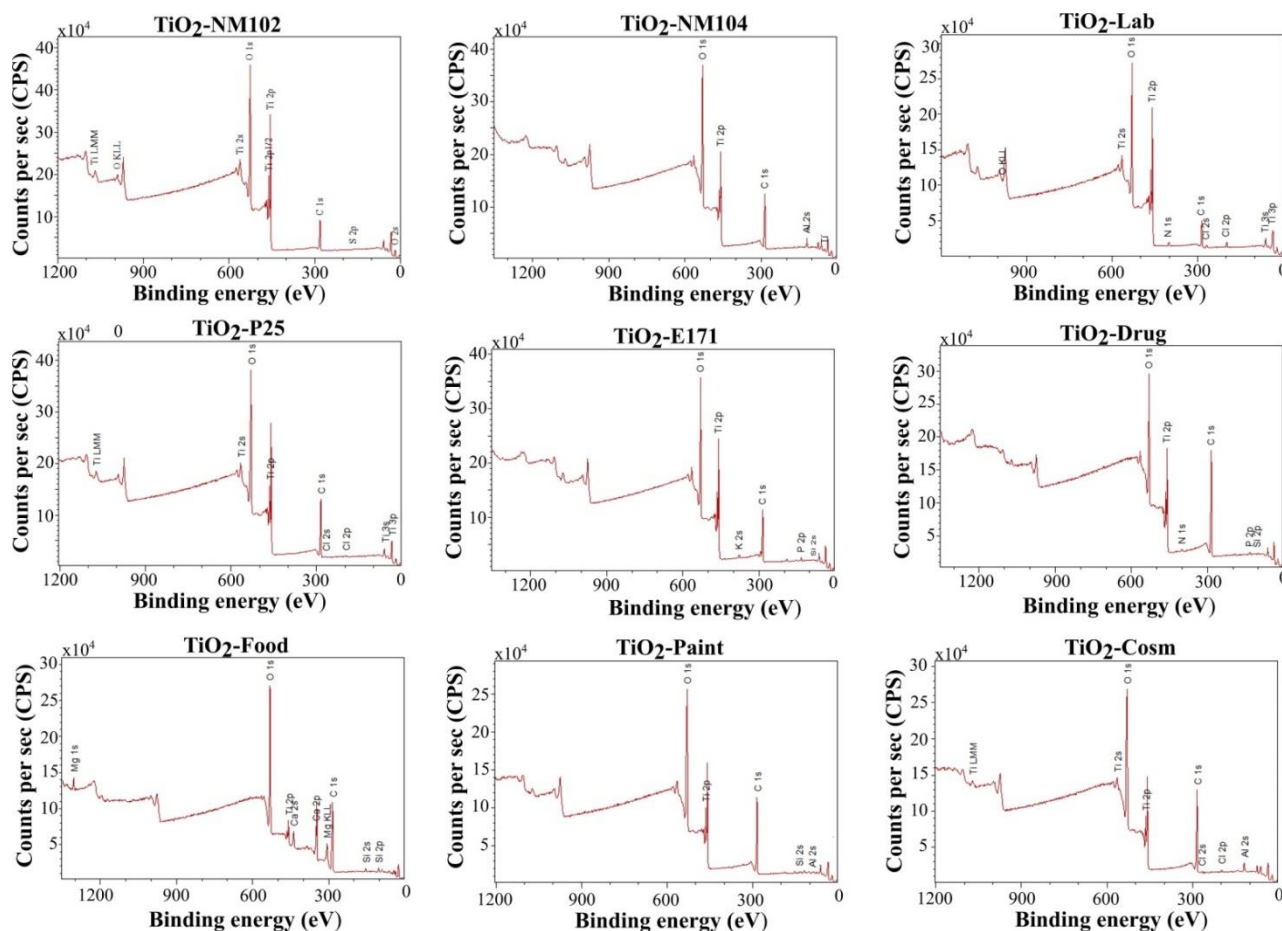 TiO2-NM102
x10^4
Counts per sec (CPS)
40
30
20
10
Ti LMM
O KLL
Ti 2s
O 1s
Ti 2p
Ti 2p1/2
C 1s
S 2p
O 2s
1200 900 600 300 0
Binding energy (eV)
TiO2-NM104
x10^4
Counts per sec (CPS)
40
30
20
10
O 1s
Ti 2p
C 1s
Al 2s
1200 900 600 300 0
Binding energy (eV)
TiO2-Lab
x10^4
Counts per sec (CPS)
30
25
20
15
10
5
O KLL
Ti 2s
O 1s
Ti 2p
N 1s
C 1s
Cl 2s
Cl 2p
Ti 3s
Ti 3p
900 600 300 0
Binding energy (eV)
TiO2-P25
x10^4
0
Counts per sec (CPS)
40
30
20
10
Ti LMM
Ti 2s
O 1s
Ti 2p
C 1s
Cl 2s
Cl 2p
Ti 3s
Ti 3p
1200 900 600 300 0
Binding energy (eV)
TiO2-E171
x10^4
Counts per sec (CPS)
40
30
20
10
O 1s
Ti 2p
K 2s
C 1s
P 2p
Si 2s
1200 900 600 300 0
Binding energy (eV)
TiO2-Drug
x10^4
Counts per sec (CPS)
30
25
20
15
10
5
O 1s
Ti 2p
N 1s
C 1s
P 2p
Si 2p
1200 900 600 300 0
Binding energy (eV)
TiO2-Food
x10^4
Counts per sec (CPS)
30
25
20
15
10
5
Mg 1s
O 1s
Ti 2p
Ca 2s
Ca 2p
Mg KLL
C 1s
Si 2s
Si 2p
1200 900 600 300 0
Binding energy (eV)
TiO2-Paint
x10^4
Counts per sec (CPS)
25
20
15
10
5
O 1s
Ti 2p
C 1s
Si 2s
Al 2s
1200 900 600 300 0
Binding energy (eV)
TiO2-Cosm
x10^4
Counts per sec (CPS)
30
25
20
15
10
5
Ti LMM
Ti 2s
O 1s
Ti 2p
C 1s
Cl 2s
Cl 2p
Al 2s
1200 900 600 300 0
Binding energy (eV)